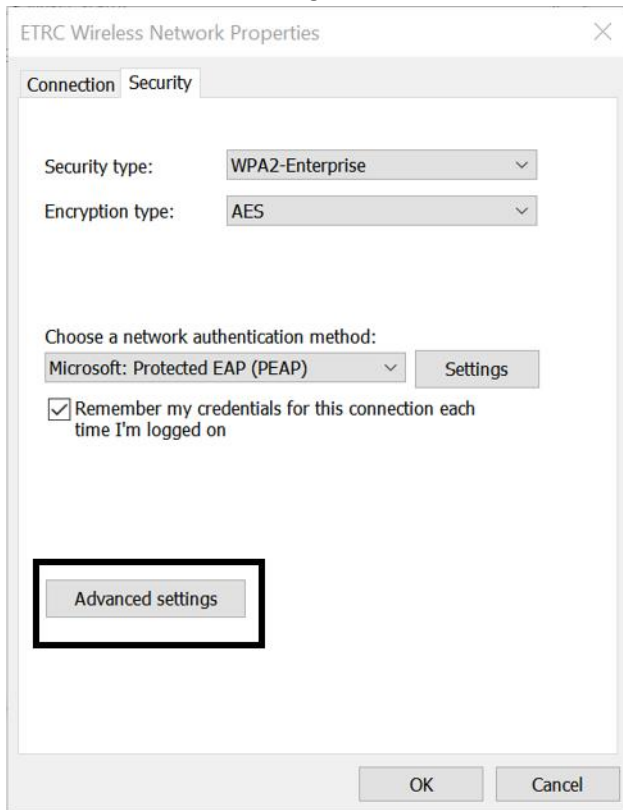 ETRC Wireless Network Properties
Connection Security
Security type: WPA2-Enterprise
Encryption type: AES
Choose a network authentication method:
Microsoft: Protected EAP (PEAP) Settings
Remember my credentials for this connection each
time I'm logged on
Advanced settings
OK Cancel